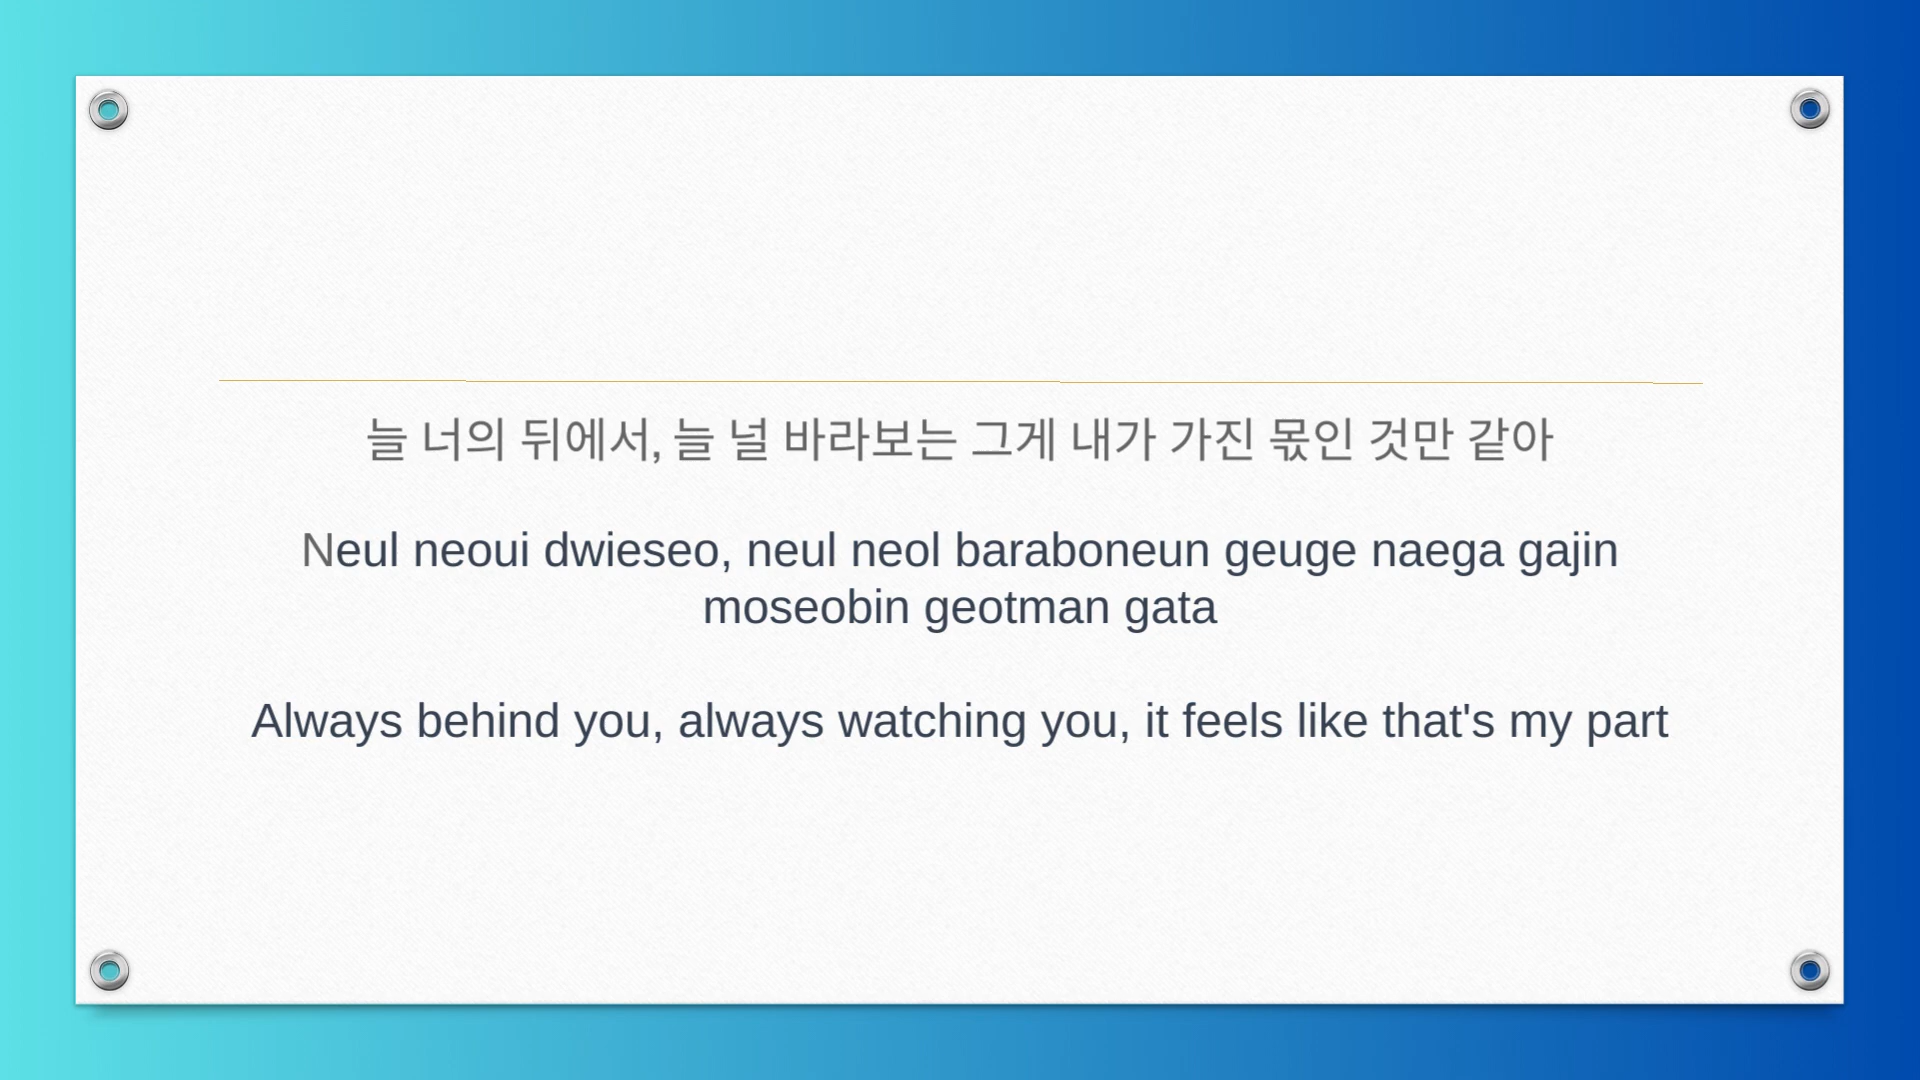 늘 너의 뒤에서, 늘 널 바라보는 그게 내가 가진 몫인 것만 같아
Neul neoui dwieseo, neul neol baraboneun geuge naega gajin
moseobin geotman gata
Always behind you, always watching you, it feels like that's my part